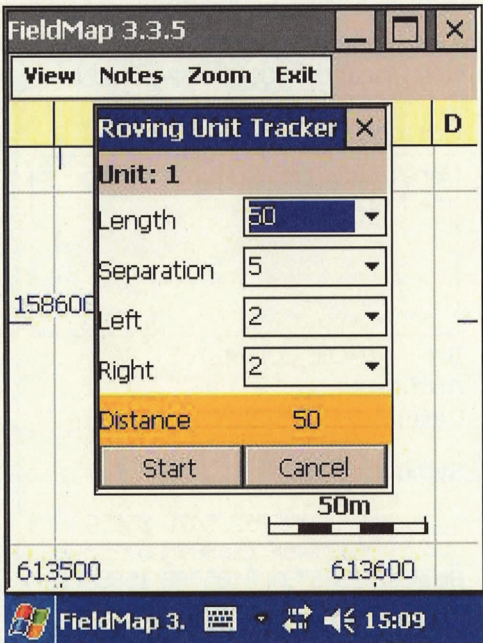 FieldMap 3.3.5
View Notes Zoom Exit
Roving Unit Tracker
D
Unit: 1
Length 50
Separation 5
158600
Left 2
Right 2
Distance 50
Start Cancel
50m
613500 613600
FieldMap 3. 15:09